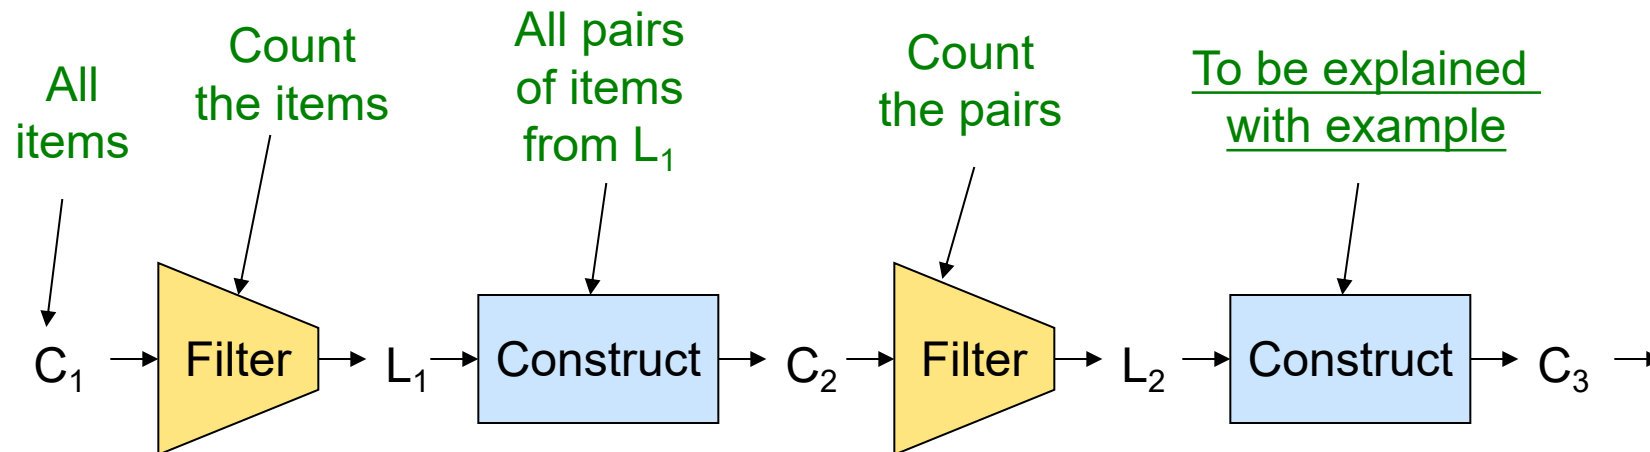 All
items
Count
the items
All pairs
of items
from L₁
Count
the pairs
To be explained
with example
C₁
Filter
L₁
Construct
C₂
Filter
L₂
Construct
C₃